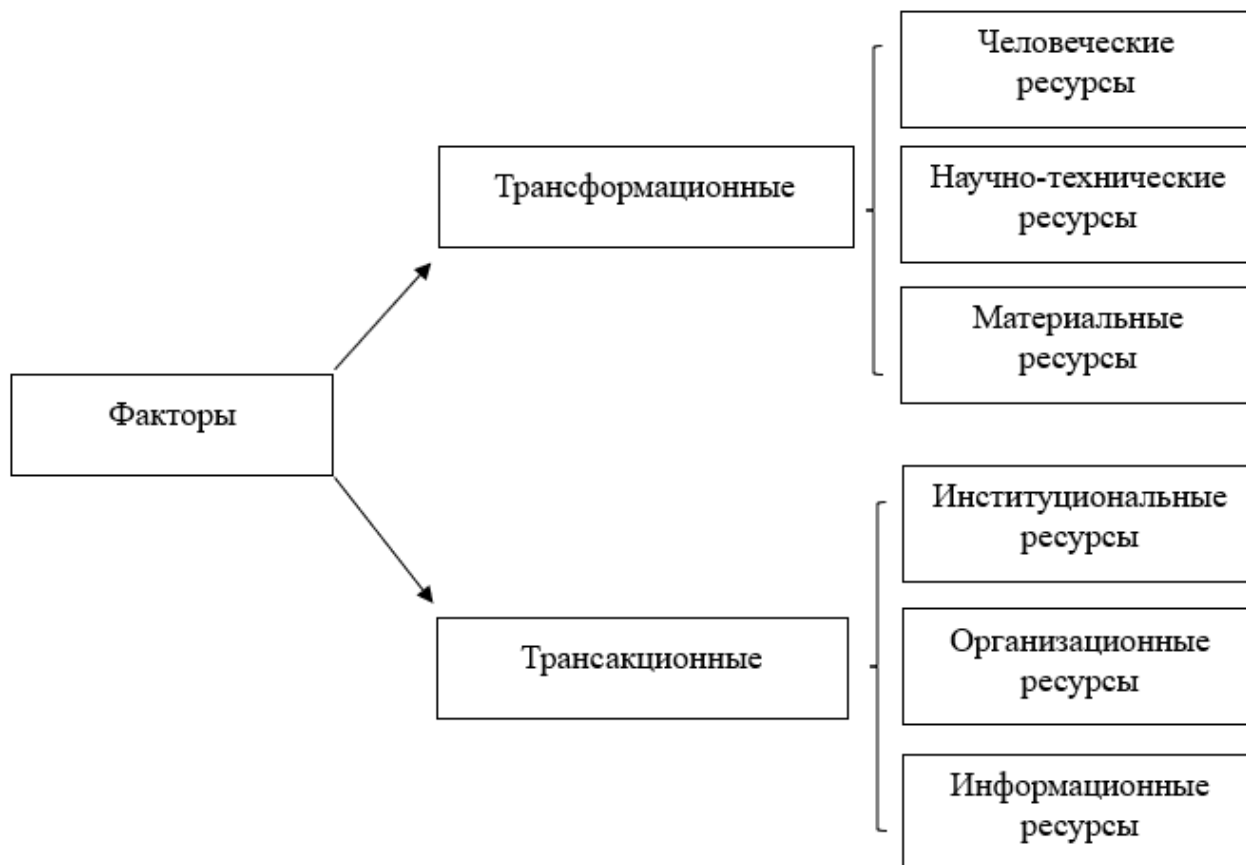 Человеческие
ресурсы
Трансформационные
Научно-технические
ресурсы
Материальные
ресурсы
Факторы
Институциональные
ресурсы
Трансакционные
Организационные
ресурсы
Информационные
ресурсы